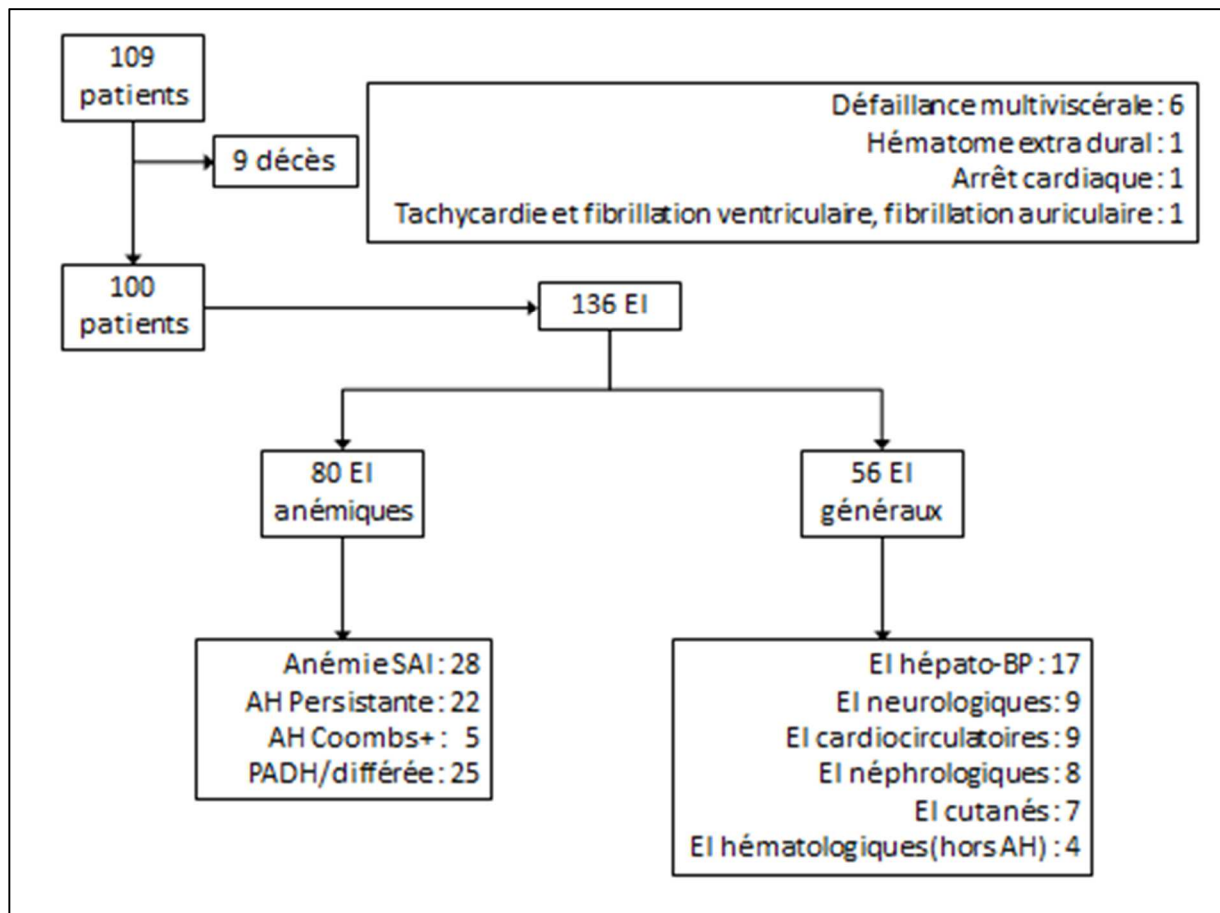 109
patients
9 décès
Défaillance multiviscérale : 6
Hématome extra dural : 1
Arrêt cardiaque : 1
Tachycardie et fibrillation ventriculaire, fibrillation auriculaire : 1
100
patients
136 EI
80 EI
anémiques
56 EI
généraux
Anémie SAI : 28
AH Persistante : 22
AH Coombs+ : 5
PADH/différée : 25
EI hépato-BP : 17
EI neurologiques : 9
EI cardiocirculatoires : 9
EI néphrologiques : 8
EI cutanés : 7
EI hématologiques (hors AH) : 4